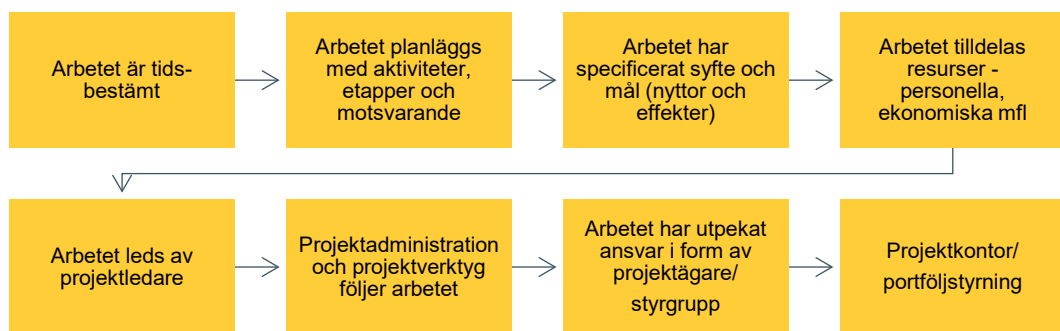 Arbetet är tids-
bestämt
Arbetet planläggs
med aktiviteter,
etapper och
motsvarande
Arbetet har
specificerat syfte och
mål (nyttor och
effekter)
Arbetet tilldelas
resurser -
personella,
ekonomiska mfl
Arbetet leds av
projektledare
Projektadministration
och projektverktyg
följer arbetet
Arbetet har utpekat
ansvar i form av
projektägare/
styrgrupp
Projektkontor/
portföljstyrning